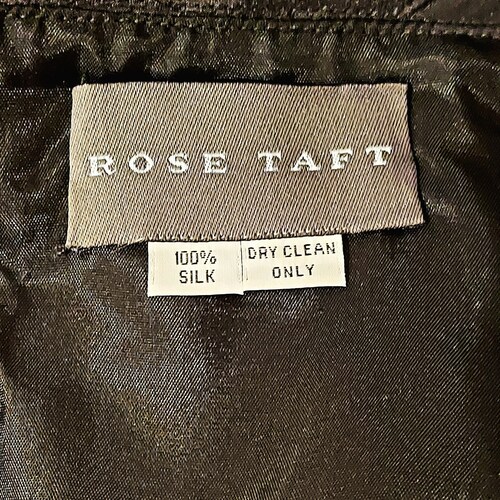 ROSE TAFT
100%
SILK
DRY CLEAN
ONLY